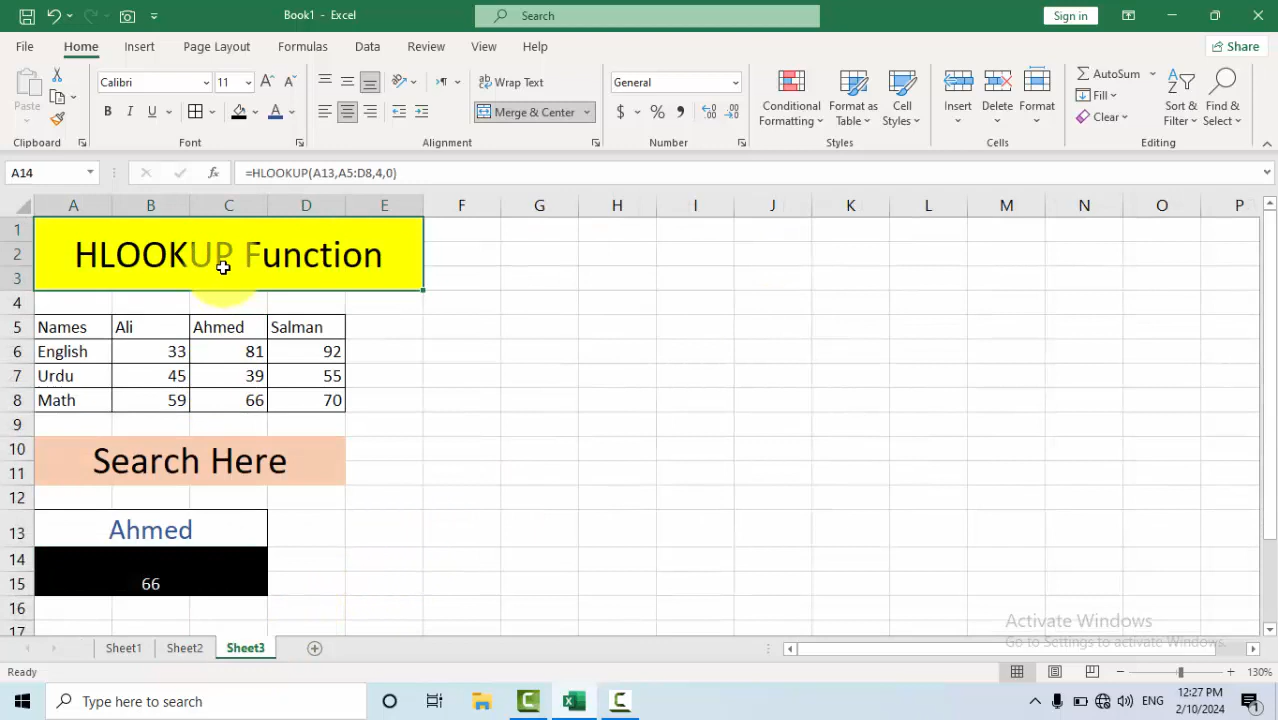 Book1 - Excel
Search
Sign in
File Home Insert Page Layout Formulas Data Review View Help
Share
Paste
Clipboard
Calibri 11
B I U
Font
Wrap Text
Merge & Center
Alignment
General
$ % ,
Number
Conditional Formatting
Format as Table
Cell Styles
Styles
Insert Delete Format
Cells
AutoSum
Fill
Clear
Sort & Filter
Find & Select
Editing
A14 fx =HLOOKUP(A13,A5:D8,4,0)
A B C D E F G H I J K L M N O P
1
2 HLOOKUP Function
3
4
5 Names Ali Ahmed Salman
6 English 33 81 92
7 Urdu 45 39 55
8 Math 59 66 70
9
10
11 Search Here
12
13 Ahmed
14
15 66
16
17
Activate Windows
Go to Settings to activate Windows.
Sheet1 Sheet2 Sheet3
Ready 130%
Type here to search
ENG
12:27 PM
2/10/2024
1